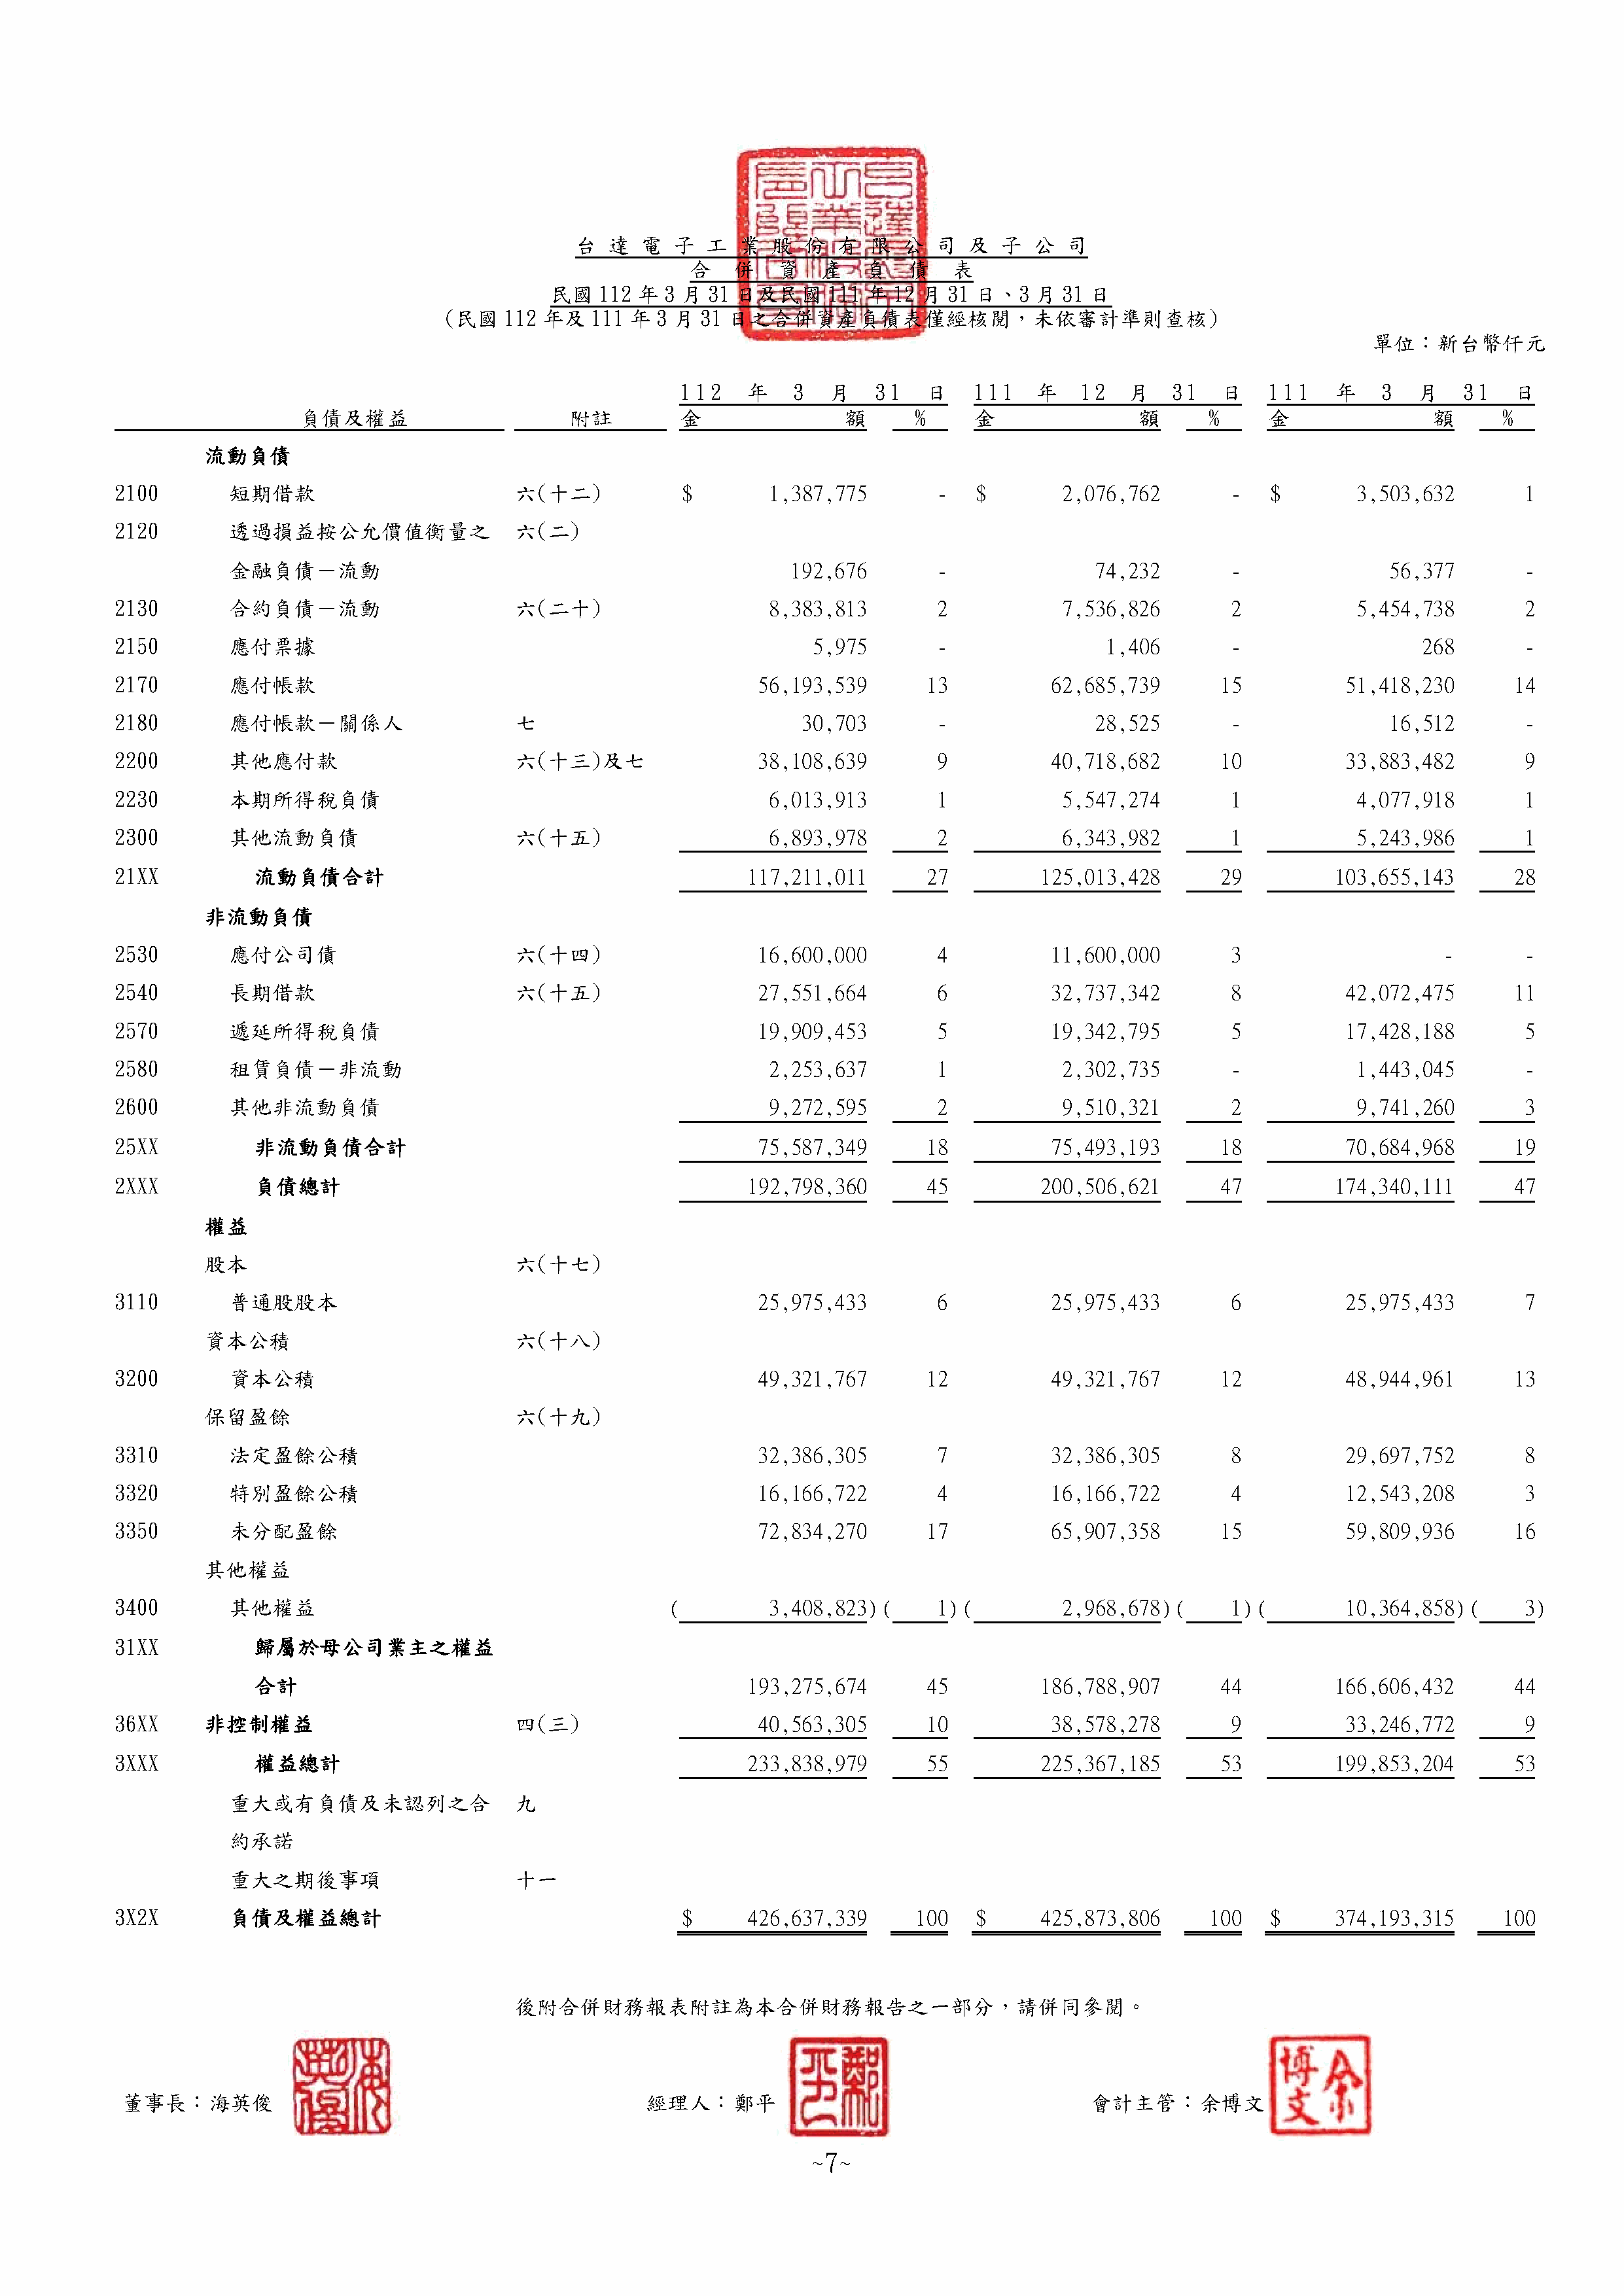 台達電子工業股份有限公司及子公司
合併資產負債表
民國112年3月31日及民國111年12月31日、3月31日
（民國112年及111年3月31日之合併資產負債表僅經核閱，未依審計準則查核）
單位：新台幣仟元
112 年 3 月 31 日 111 年 12 月 31 日 111 年 3 月 31 日
負債及權益 附註 金 額 % 金 額 % 金 額 %
流動負債
2100 短期借款 六(十二) $ 1,387,775 - $ 2,076,762 - $ 3,503,632 1
2120 透過損益按公允價值衡量之 六(二)
金融負債－流動 192,676 - 74,232 - 56,377 -
2130 合約負債－流動 六(二十) 8,383,813 2 7,536,826 2 5,454,738 2
2150 應付票據 5,975 - 1,406 - 268 -
2170 應付帳款 56,193,539 13 62,685,739 15 51,418,230 14
2180 應付帳款－關係人 七 30,703 - 28,525 - 16,512 -
2200 其他應付款 六(十三)及七 38,108,639 9 40,718,682 10 33,883,482 9
2230 本期所得稅負債 6,013,913 1 5,547,274 1 4,077,918 1
2300 其他流動負債 六(十五) 6,893,978 2 6,343,982 1 5,243,986 1
21XX 流動負債合計 117,211,011 27 125,013,428 29 103,655,143 28
非流動負債
2530 應付公司債 六(十四) 16,600,000 4 11,600,000 3 - -
2540 長期借款 六(十五) 27,551,664 6 32,737,342 8 42,072,475 11
2570 遞延所得稅負債 19,909,453 5 19,342,795 5 17,428,188 5
2580 租賃負債－非流動 2,253,637 1 2,302,735 - 1,443,045 -
2600 其他非流動負債 9,272,595 2 9,510,321 2 9,741,260 3
25XX 非流動負債合計 75,587,349 18 75,493,193 18 70,684,968 19
2XXX 負債總計 192,798,360 45 200,506,621 47 174,340,111 47
權益
股本 六(十七)
3110 普通股股本 25,975,433 6 25,975,433 6 25,975,433 7
資本公積 六(十八)
3200 資本公積 49,321,767 12 49,321,767 12 48,944,961 13
保留盈餘 六(十九)
3310 法定盈餘公積 32,386,305 7 32,386,305 8 29,697,752 8
3320 特別盈餘公積 16,166,722 4 16,166,722 4 12,543,208 3
3350 未分配盈餘 72,834,270 17 65,907,358 15 59,809,936 16
其他權益
3400 其他權益 ( 3,408,823)( 1)( 2,968,678)( 1)( 10,364,858)( 3)
31XX 歸屬於母公司業主之權益
合計 193,275,674 45 186,788,907 44 166,606,432 44
36XX 非控制權益 四(三) 40,563,305 10 38,578,278 9 33,246,772 9
3XXX 權益總計 233,838,979 55 225,367,185 53 199,853,204 53
重大或有負債及未認列之合 九
約承諾
重大之期後事項 十一
3X2X 負債及權益總計 $ 426,637,339 100 $ 425,873,806 100 $ 374,193,315 100
後附合併財務報表附註為本合併財務報告之一部分，請併同參閱。
董事長：海英俊 經理人：鄭平 會計主管：余博文
~7~